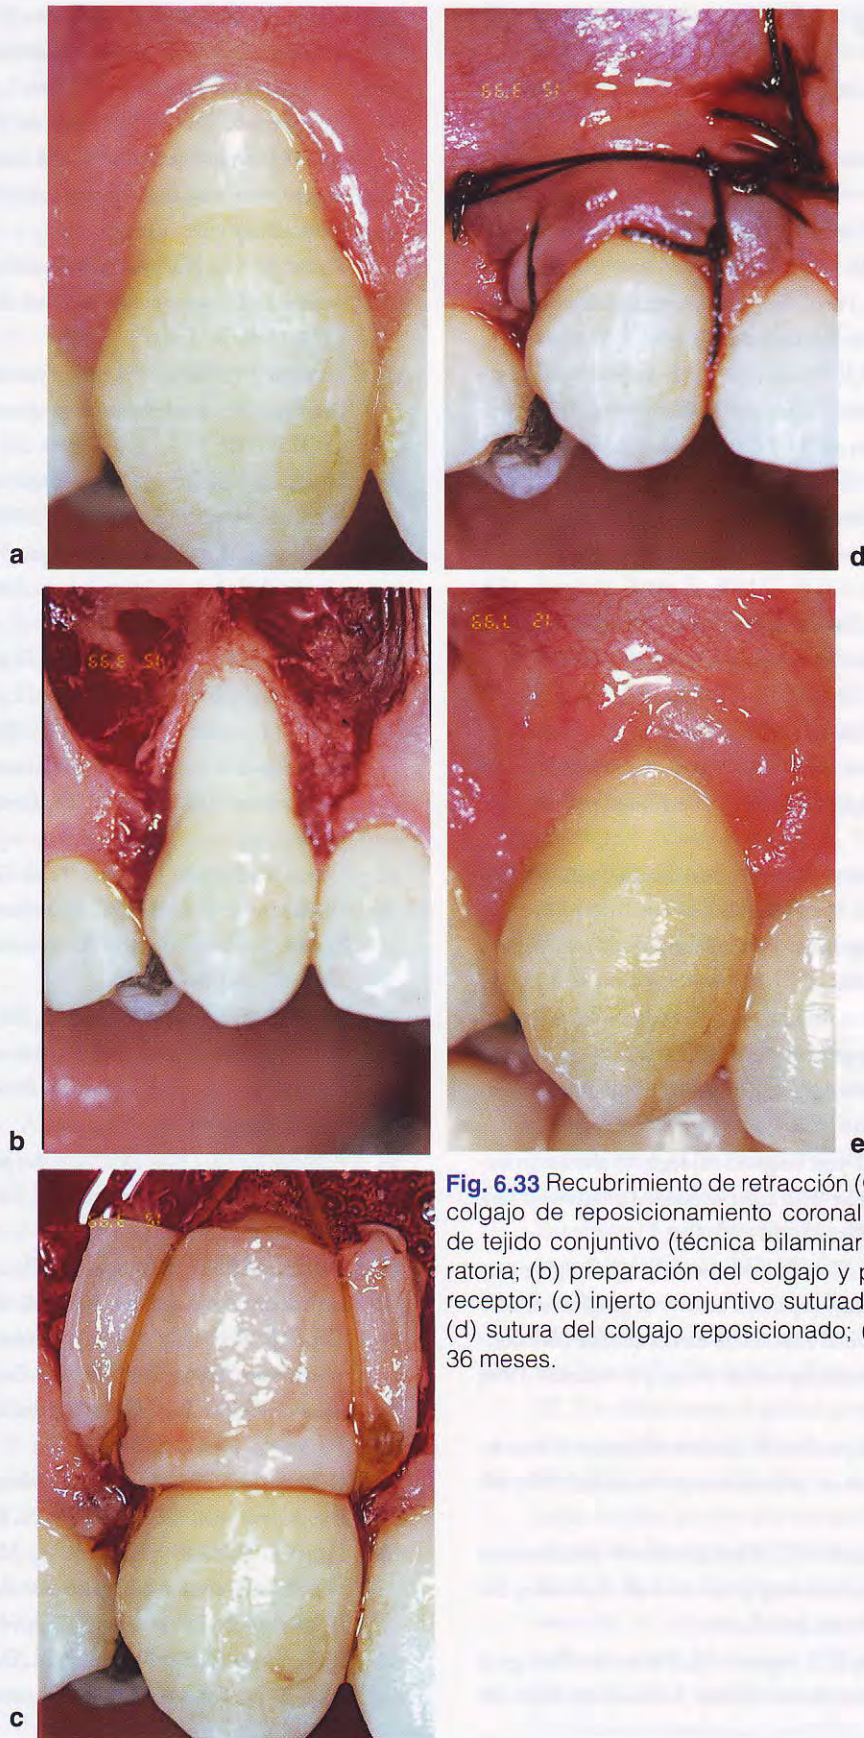 a
d
b
e
c
Fig. 6.33 Recubrimiento de retracción (
colgajo de reposicionamiento coronal
de tejido conjuntivo (técnica bilaminar
ratoria; (b) preparación del colgajo y p
receptor; (c) injerto conjuntivo suturad
(d) sutura del colgajo reposicionado; (
36 meses.